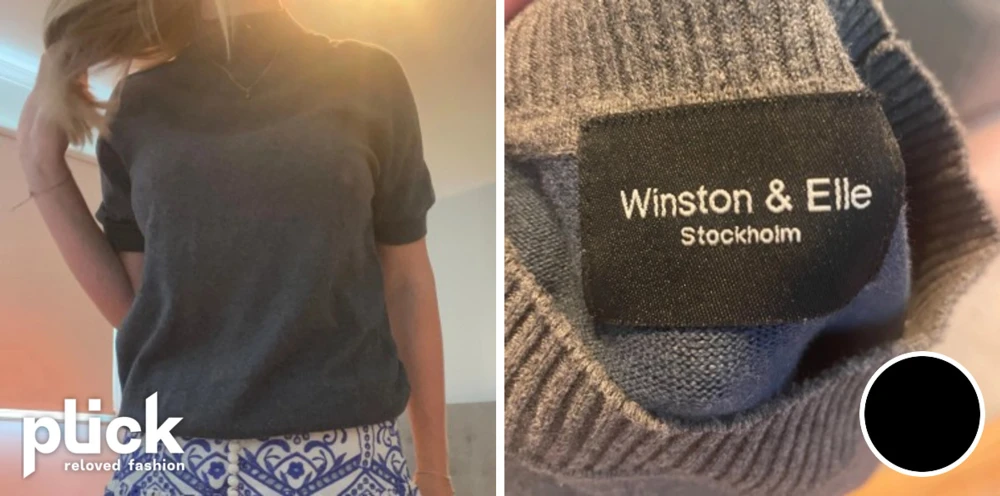 plick
reloved fashion
Winston & Elle
Stockholm